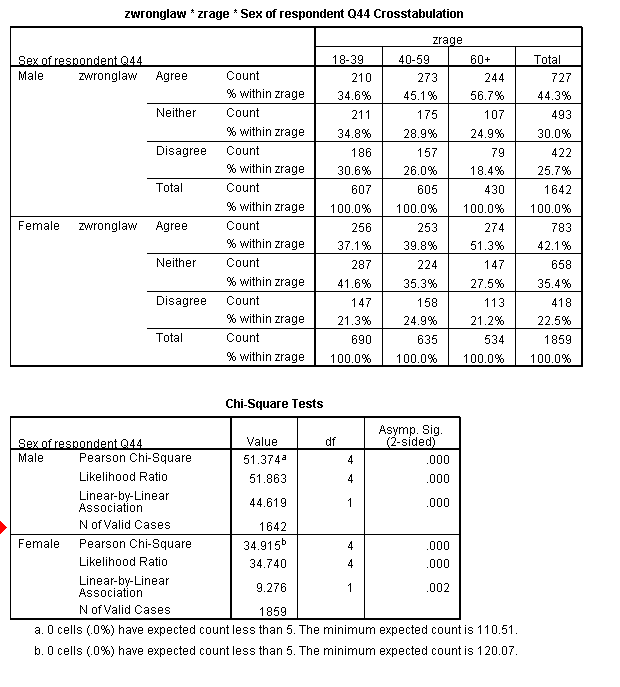 zwronglaw * zrage * Sex of respondent Q44 Crosstabulation
zrage
Sex of respondent Q44 18-39 40-59 60+ Total
Male zwronglaw Agree Count 210 273 244 727
% within zrage 34.6% 45.1% 56.7% 44.3%
Neither Count 211 175 107 493
% within zrage 34.8% 28.9% 24.9% 30.0%
Disagree Count 186 157 79 422
% within zrage 30.6% 26.0% 18.4% 25.7%
Total Count 607 605 430 1642
% within zrage 100.0% 100.0% 100.0% 100.0%
Female zwronglaw Agree Count 256 253 274 783
% within zrage 37.1% 39.8% 51.3% 42.1%
Neither Count 287 224 147 658
% within zrage 41.6% 35.3% 27.5% 35.4%
Disagree Count 147 158 113 418
% within zrage 21.3% 24.9% 21.2% 22.5%
Total Count 690 635 534 1859
% within zrage 100.0% 100.0% 100.0% 100.0%
Chi-Square Tests
Sex of respondent Q44 Value df Asymp. Sig. (2-sided)
Male Pearson Chi-Square 51.374a 4 .000
Likelihood Ratio 51.863 4 .000
Linear-by-Linear Association 44.619 1 .000
N of Valid Cases 1642
Female Pearson Chi-Square 34.915b 4 .000
Likelihood Ratio 34.740 4 .000
Linear-by-Linear Association 9.276 1 .002
N of Valid Cases 1859
a. 0 cells (.0%) have expected count less than 5. The minimum expected count is 110.51.
b. 0 cells (.0%) have expected count less than 5. The minimum expected count is 120.07.